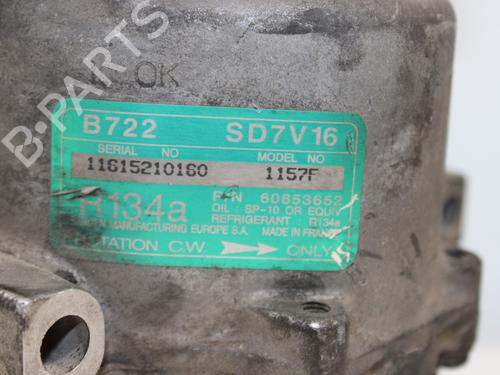 OK
B722 SD7V16
SERIAL NO MODEL NO
11615210160 1157F
R134a P/N 60653652
OIL : SP-10 OR EQUIV
REFRIGERANT : R134a
MANUFACTURING EUROPE S.A. MADE IN FRANCE
ROTATION C.W. ONLY
B-PARTS